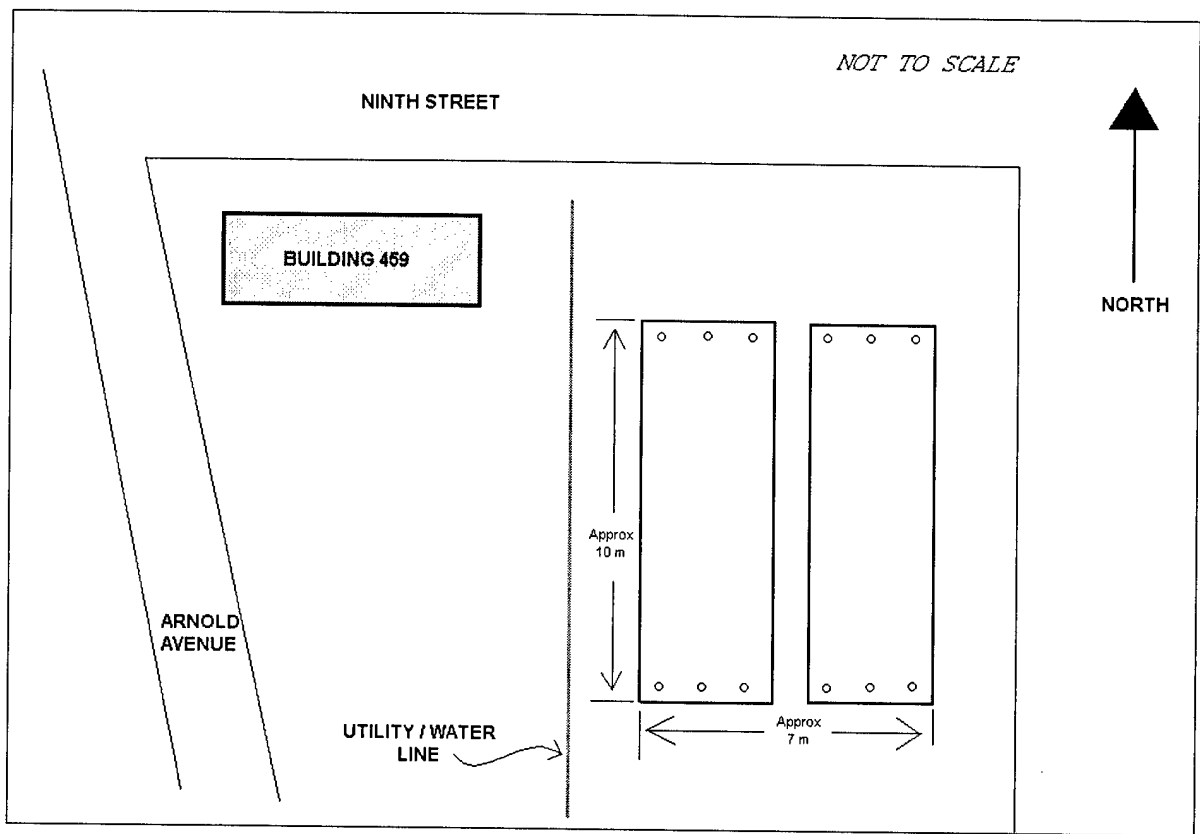 NOT TO SCALE
NINTH STREET
BUILDING 459
NORTH
Approx
10 m
ARNOLD
AVENUE
UTILITY / WATER
LINE
Approx
7 m